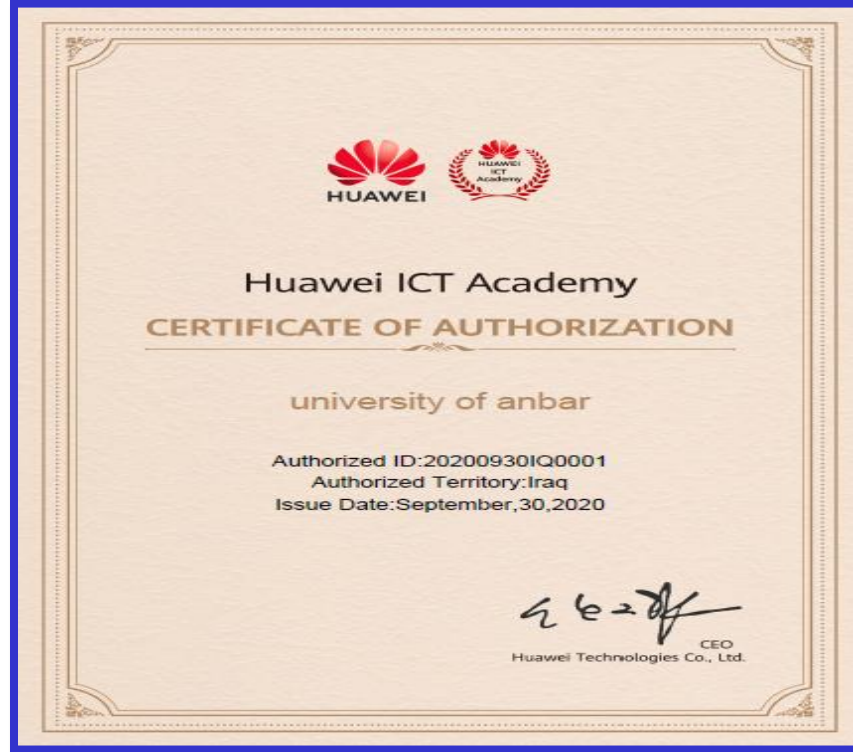 HUAWEI
HUAWEI
ICT
Academy
Huawei ICT Academy
CERTIFICATE OF AUTHORIZATION
university of anbar
Authorized ID:20200930IQ0001
Authorized Territory:Iraq
Issue Date:September,30,2020
CEO
Huawei Technologies Co., Ltd.